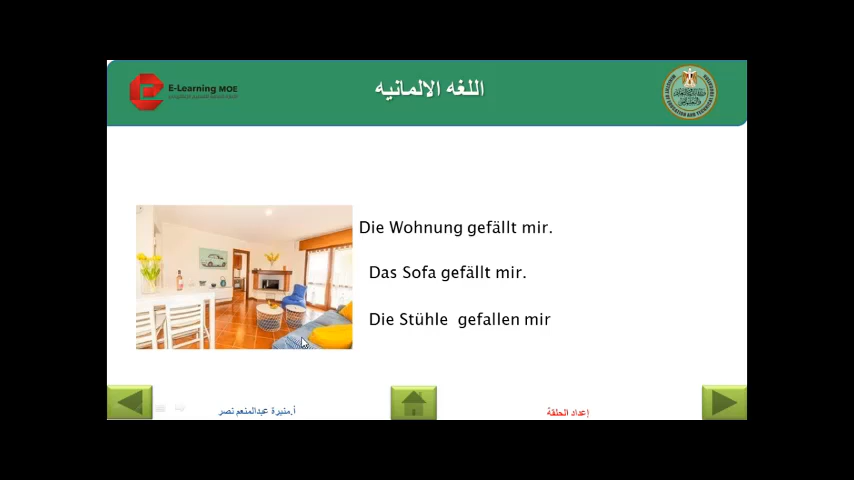 E-Learning MOE
اللغه الالمانيه
Die Wohnung gefällt mir.
Das Sofa gefällt mir.
Die Stühle gefallen mir
أ.منيرة عبدالمنعم نصر
إعداد الحلقة